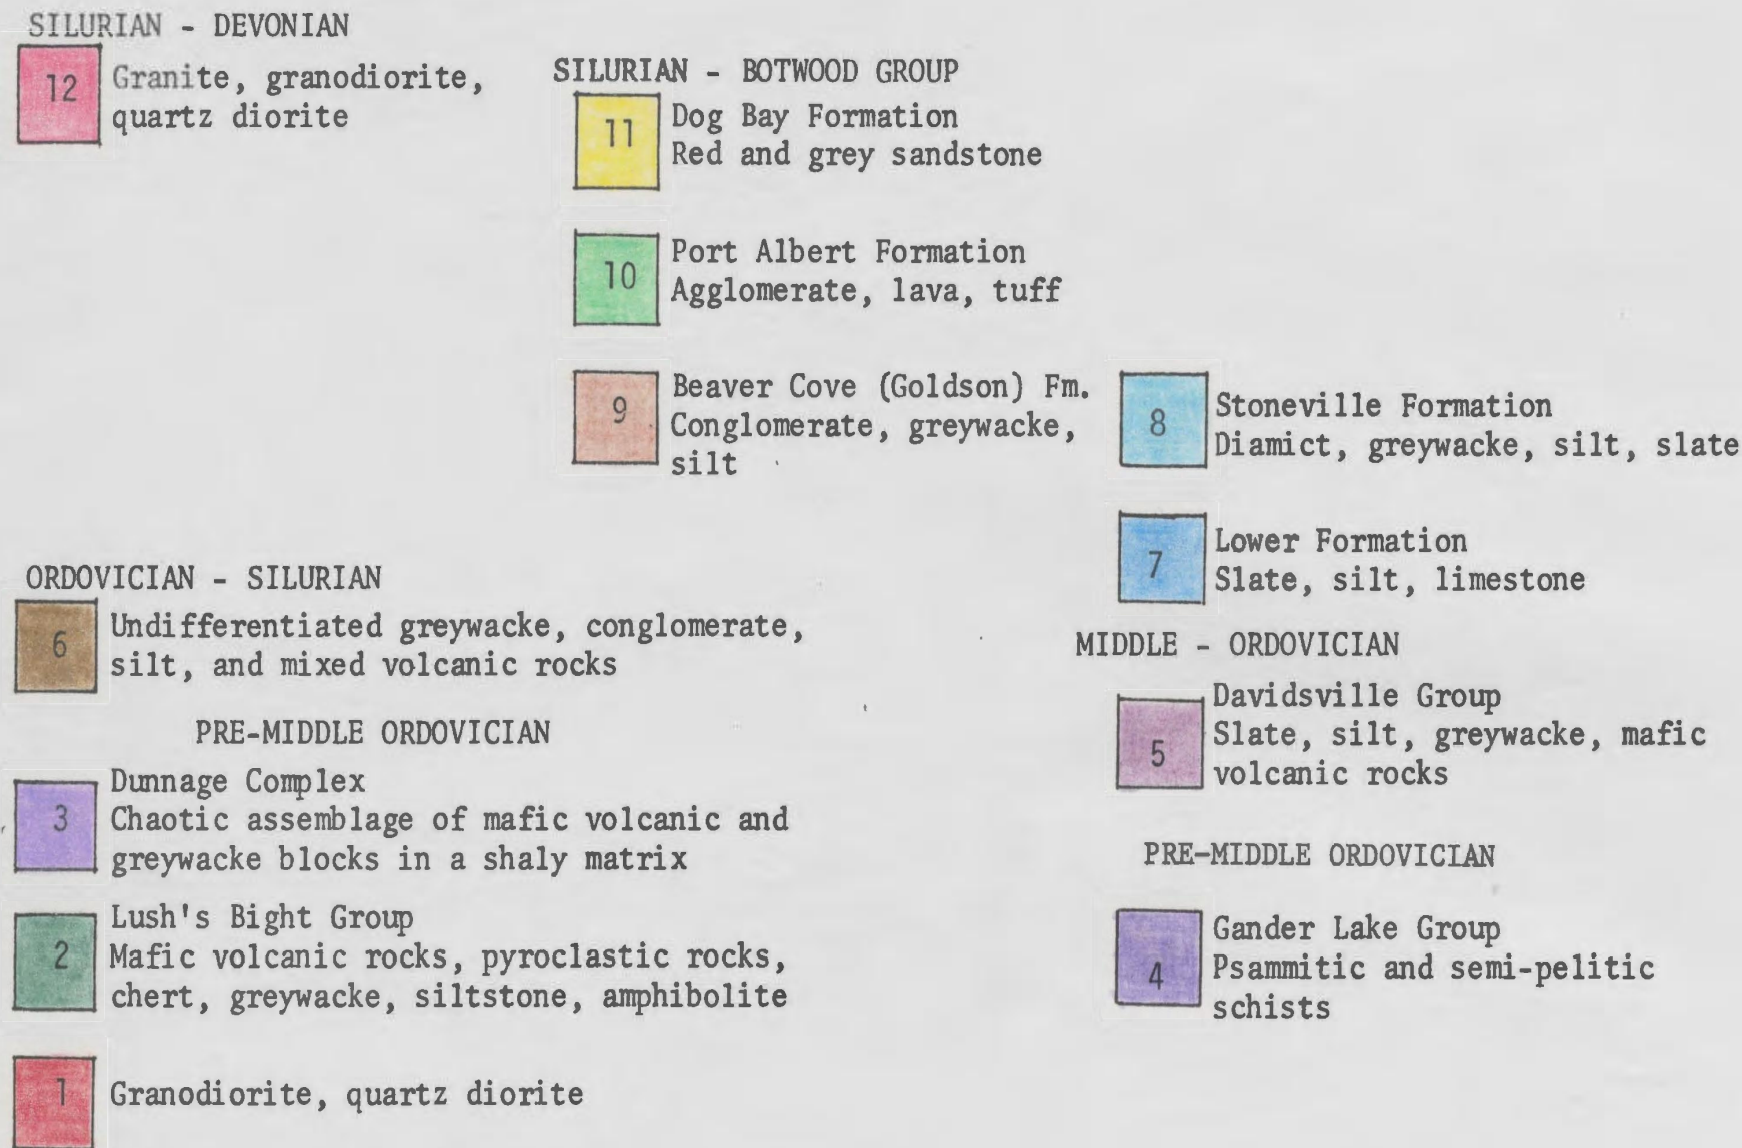 SILURIAN - DEVONIAN
12
Granite, granodiorite,
quartz diorite
SILURIAN - BOTWOOD GROUP
11
Dog Bay Formation
Red and grey sandstone
10
Port Albert Formation
Agglomerate, lava, tuff
9
Beaver Cove (Goldson) Fm.
Conglomerate, greywacke,
silt
8
Stoneville Formation
Diamict, greywacke, silt, slate
7
Lower Formation
Slate, silt, limestone
ORDOVICIAN - SILURIAN
6
Undifferentiated greywacke, conglomerate,
silt, and mixed volcanic rocks
MIDDLE - ORDOVICIAN
5
Davidsville Group
Slate, silt, greywacke, mafic
volcanic rocks
PRE-MIDDLE ORDOVICIAN
3
Dunnage Complex
Chaotic assemblage of mafic volcanic and
greywacke blocks in a shaly matrix
2
Lush's Bight Group
Mafic volcanic rocks, pyroclastic rocks,
chert, greywacke, siltstone, amphibolite
1
Granodiorite, quartz diorite
PRE-MIDDLE ORDOVICIAN
4
Gander Lake Group
Psammitic and semi-pelitic
schists